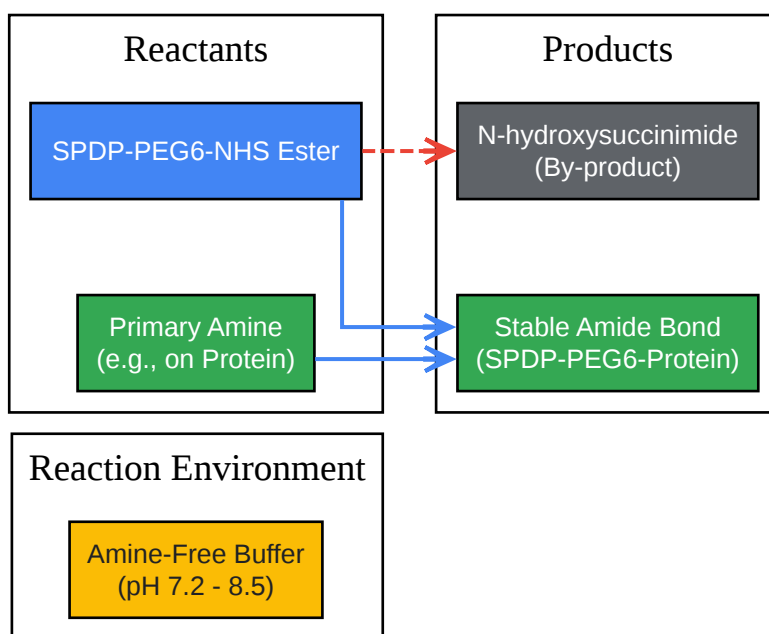 Reactants
SPDP-PEG6-NHS Ester
Primary Amine
(e.g., on Protein)
Products
N-hydroxysuccinimide
(By-product)
Stable Amide Bond
(SPDP-PEG6-Protein)
Reaction Environment
Amine-Free Buffer
(pH 7.2 - 8.5)